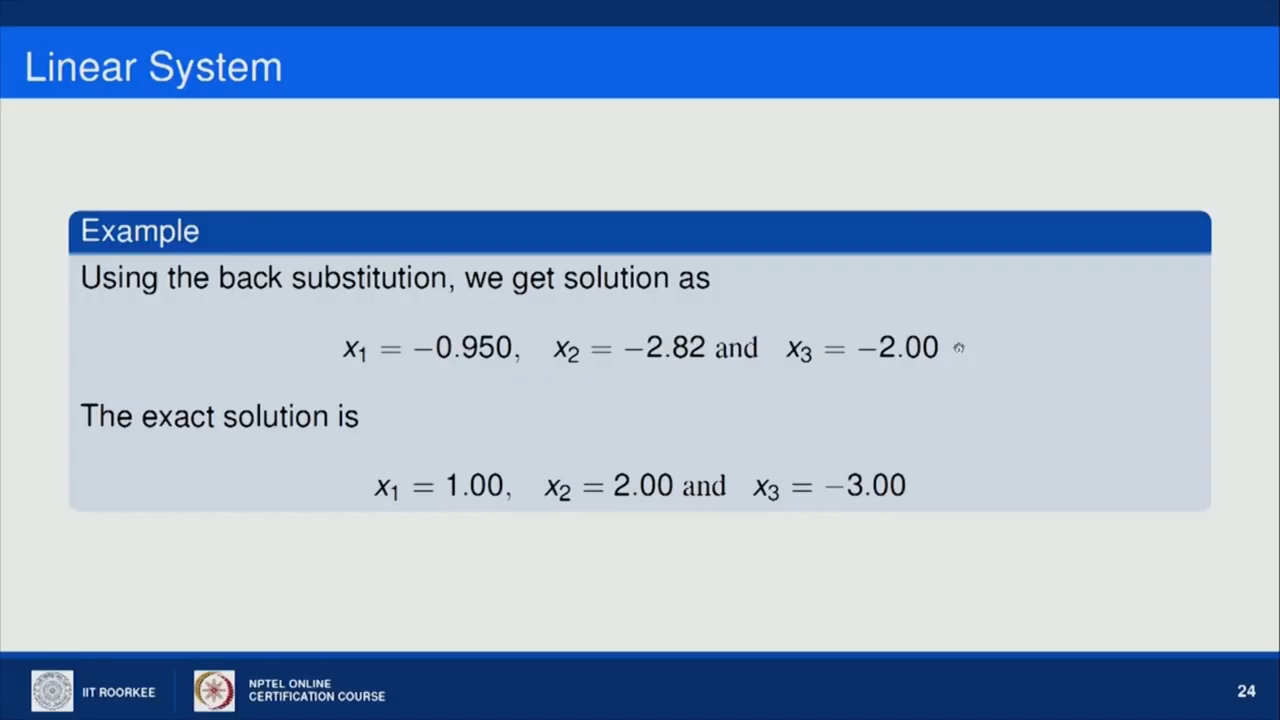 Linear System
Example
Using the back substitution, we get solution as
x₁ = −0.950, x₂ = −2.82 and x₃ = −2.00
The exact solution is
x₁ = 1.00, x₂ = 2.00 and x₃ = −3.00
IIT ROORKEE
NPTEL ONLINE
CERTIFICATION COURSE
24